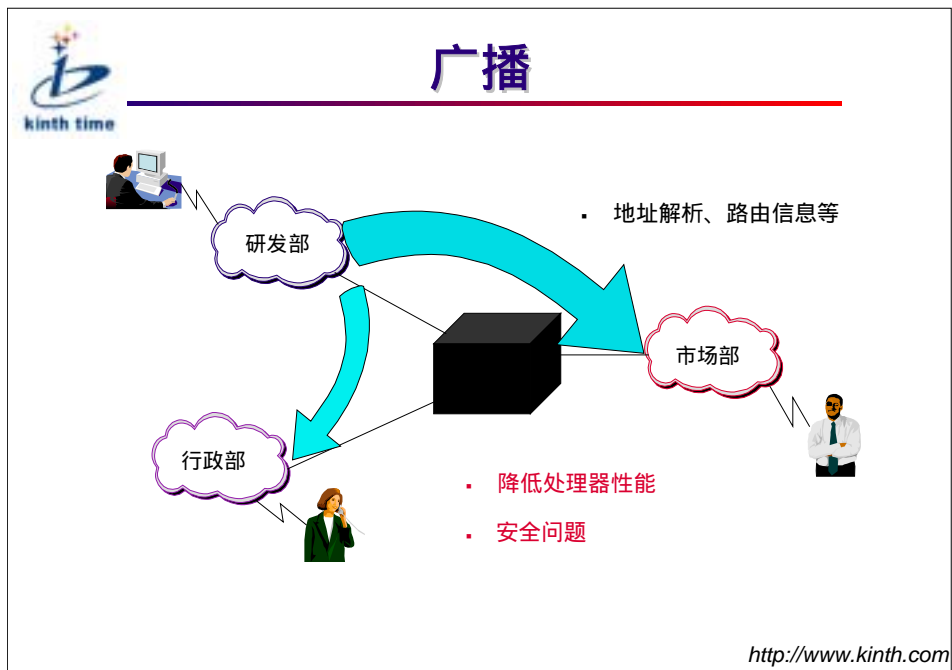 广播
kinth time
研发部
▪ 地址解析、路由信息等
市场部
行政部
▪ 降低处理器性能
▪ 安全问题
http://www.kinth.com